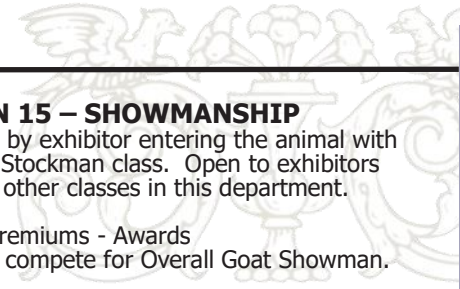 N 15 – SHOWMANSHIP
by exhibitor entering the animal with
Stockman class. Open to exhibitors
other classes in this department.
remiums - Awards
compete for Overall Goat Showman.